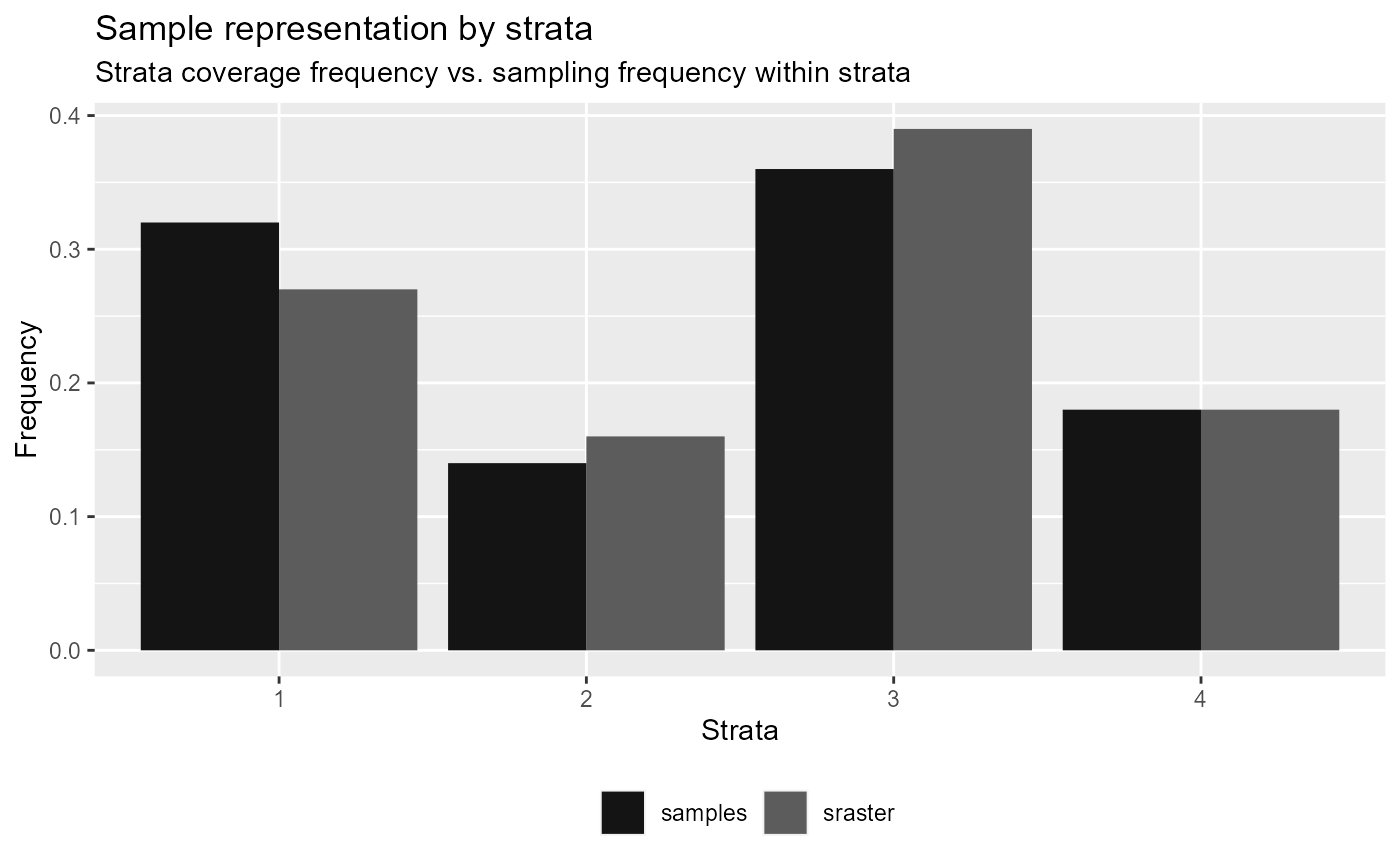 Sample representation by strata
Strata coverage frequency vs. sampling frequency within strata
0.4
0.3
0.2
0.1
0.0
Frequency
1 2 3 4
Strata
samples sraster